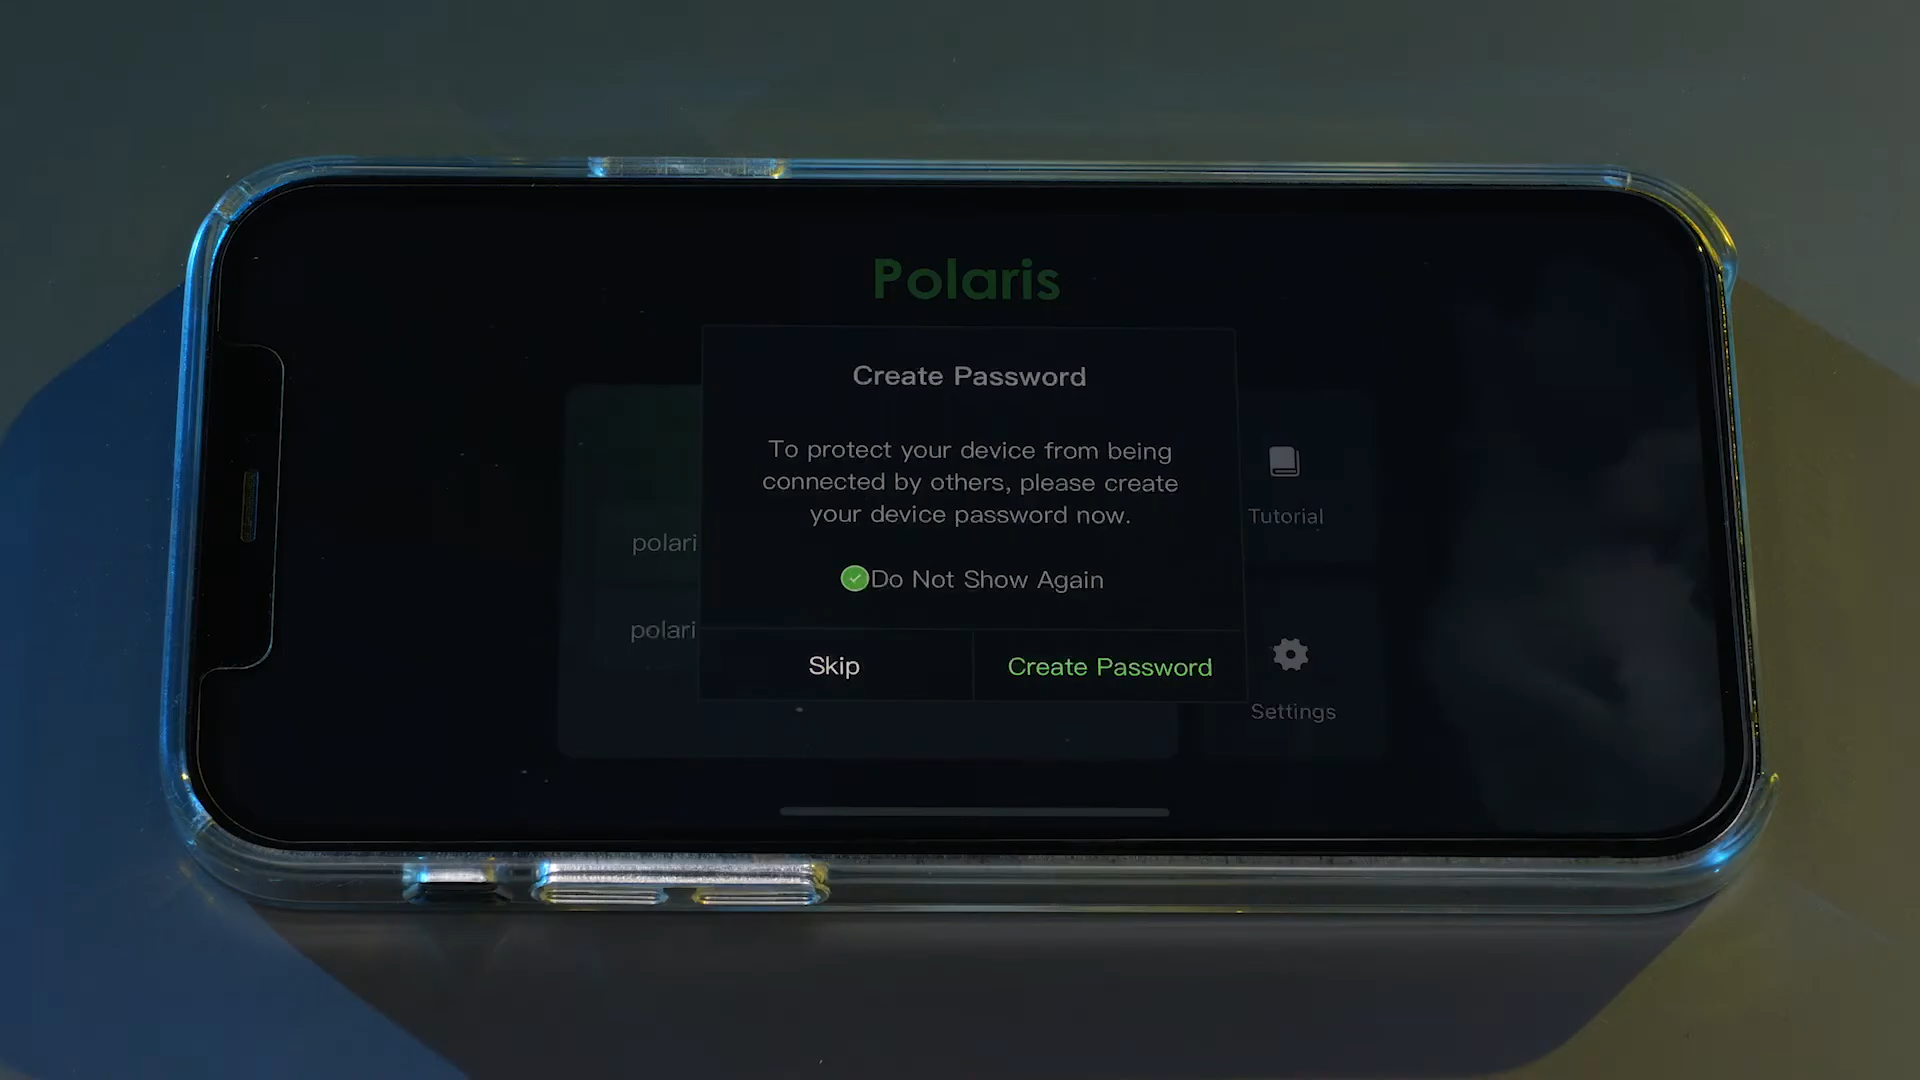 Polaris
Create Password
To protect your device from being
connected by others, please create
your device password now.
Do Not Show Again
Skip
Create Password
polari
polari
Tutorial
Settings